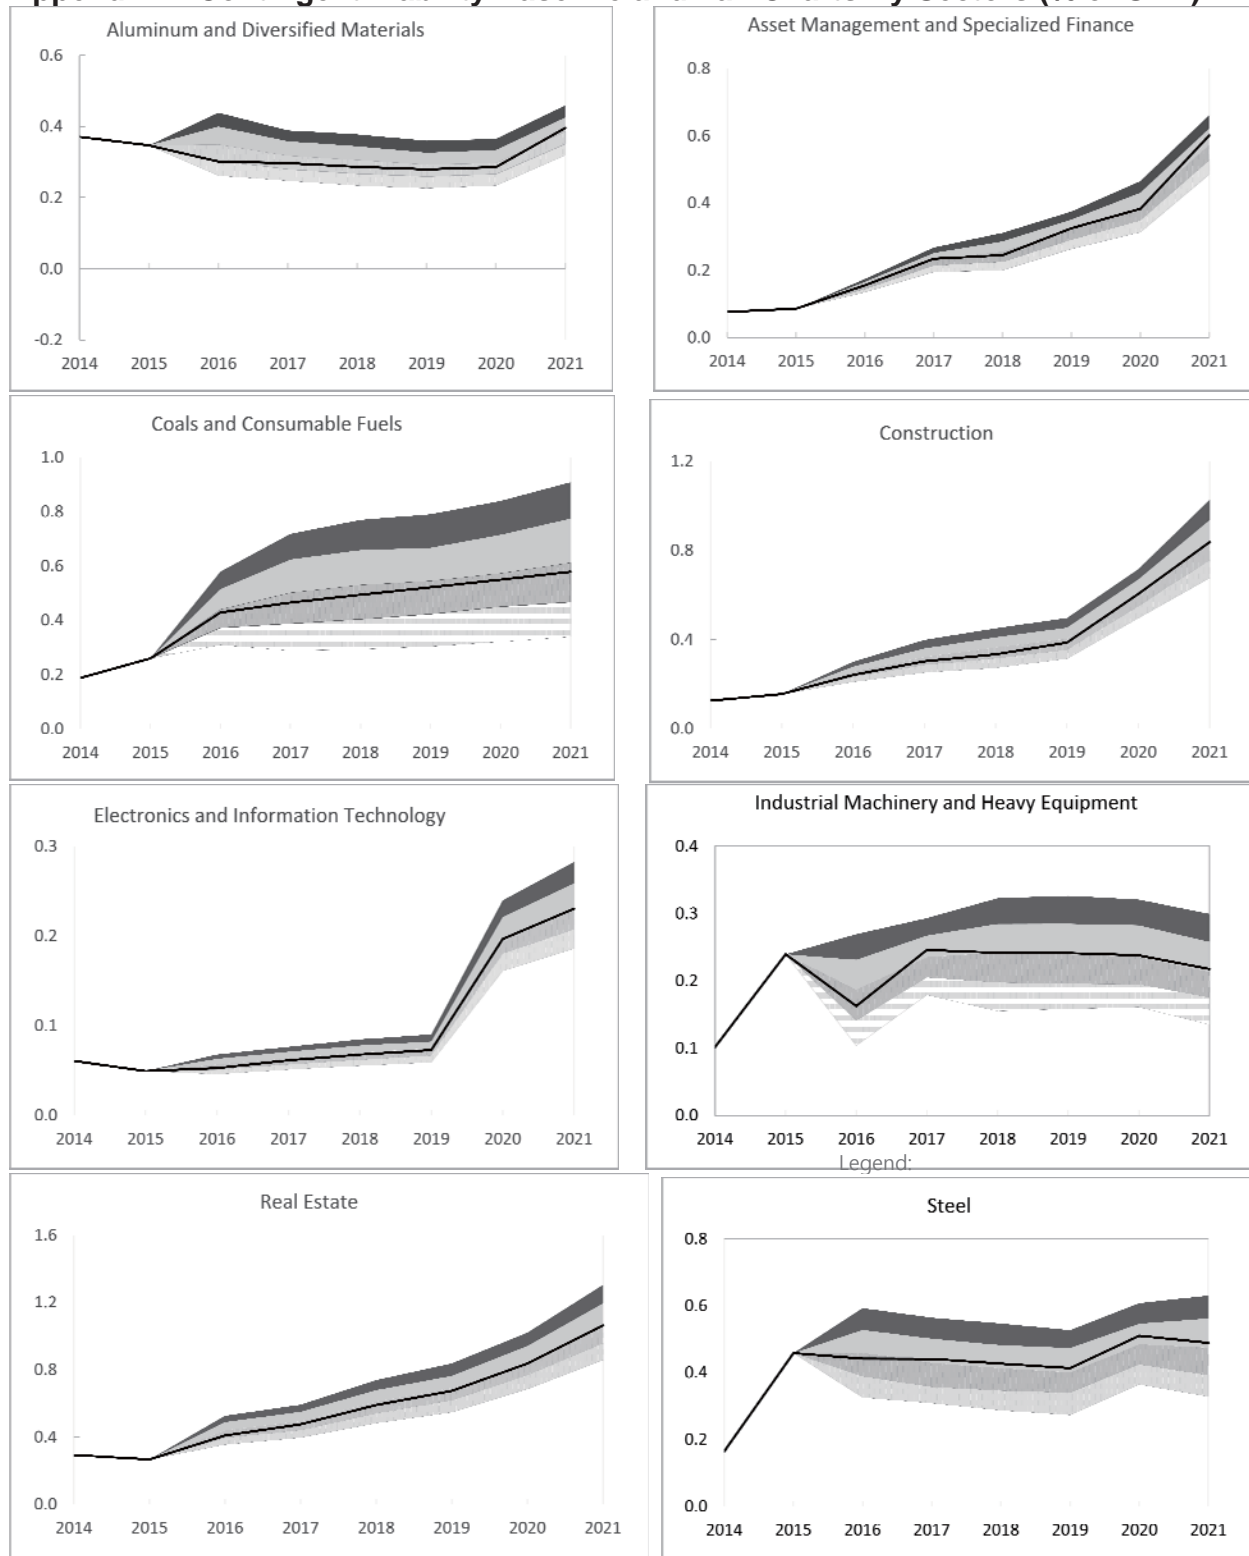 Aluminum and Diversified Materials
0.6
0.4
0.2
0.0
-0.2
2014 2015 2016 2017 2018 2019 2020 2021
Asset Management and Specialized Finance
0.8
0.6
0.4
0.2
0.0
2014 2015 2016 2017 2018 2019 2020 2021
Coals and Consumable Fuels
1.0
0.8
0.6
0.4
0.2
0.0
2014 2015 2016 2017 2018 2019 2020 2021
Construction
1.2
0.8
0.4
0.0
2014 2015 2016 2017 2018 2019 2020 2021
Electronics and Information Technology
0.3
0.2
0.1
0.0
2014 2015 2016 2017 2018 2019 2020 2021
Industrial Machinery and Heavy Equipment
0.4
0.3
0.2
0.1
0.0
2014 2015 2016 2017 2018 2019 2020 2021
Legend:
Real Estate
1.6
1.2
0.8
0.4
0.0
2014 2015 2016 2017 2018 2019 2020 2021
Steel
0.8
0.6
0.4
0.2
0.0
2014 2015 2016 2017 2018 2019 2020 2021